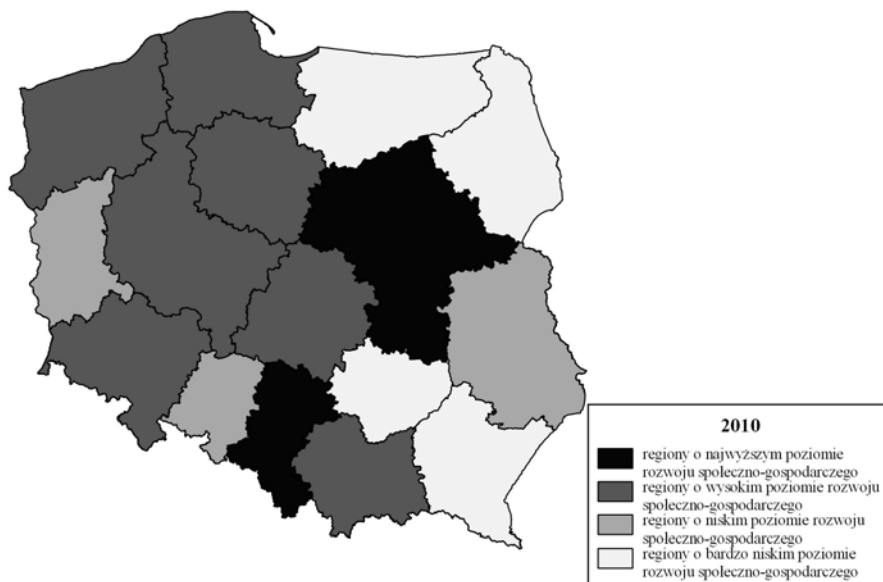 2010
regiony o najwyższym poziomie
rozwoju społeczno-gospodarczego
regiony o wysokim poziomie rozwoju
społeczno-gospodarczego
regiony o niskim poziomie rozwoju
społeczno-gospodarczego
regiony o bardzo niskim poziomie
rozwoju społeczno-gospodarczego